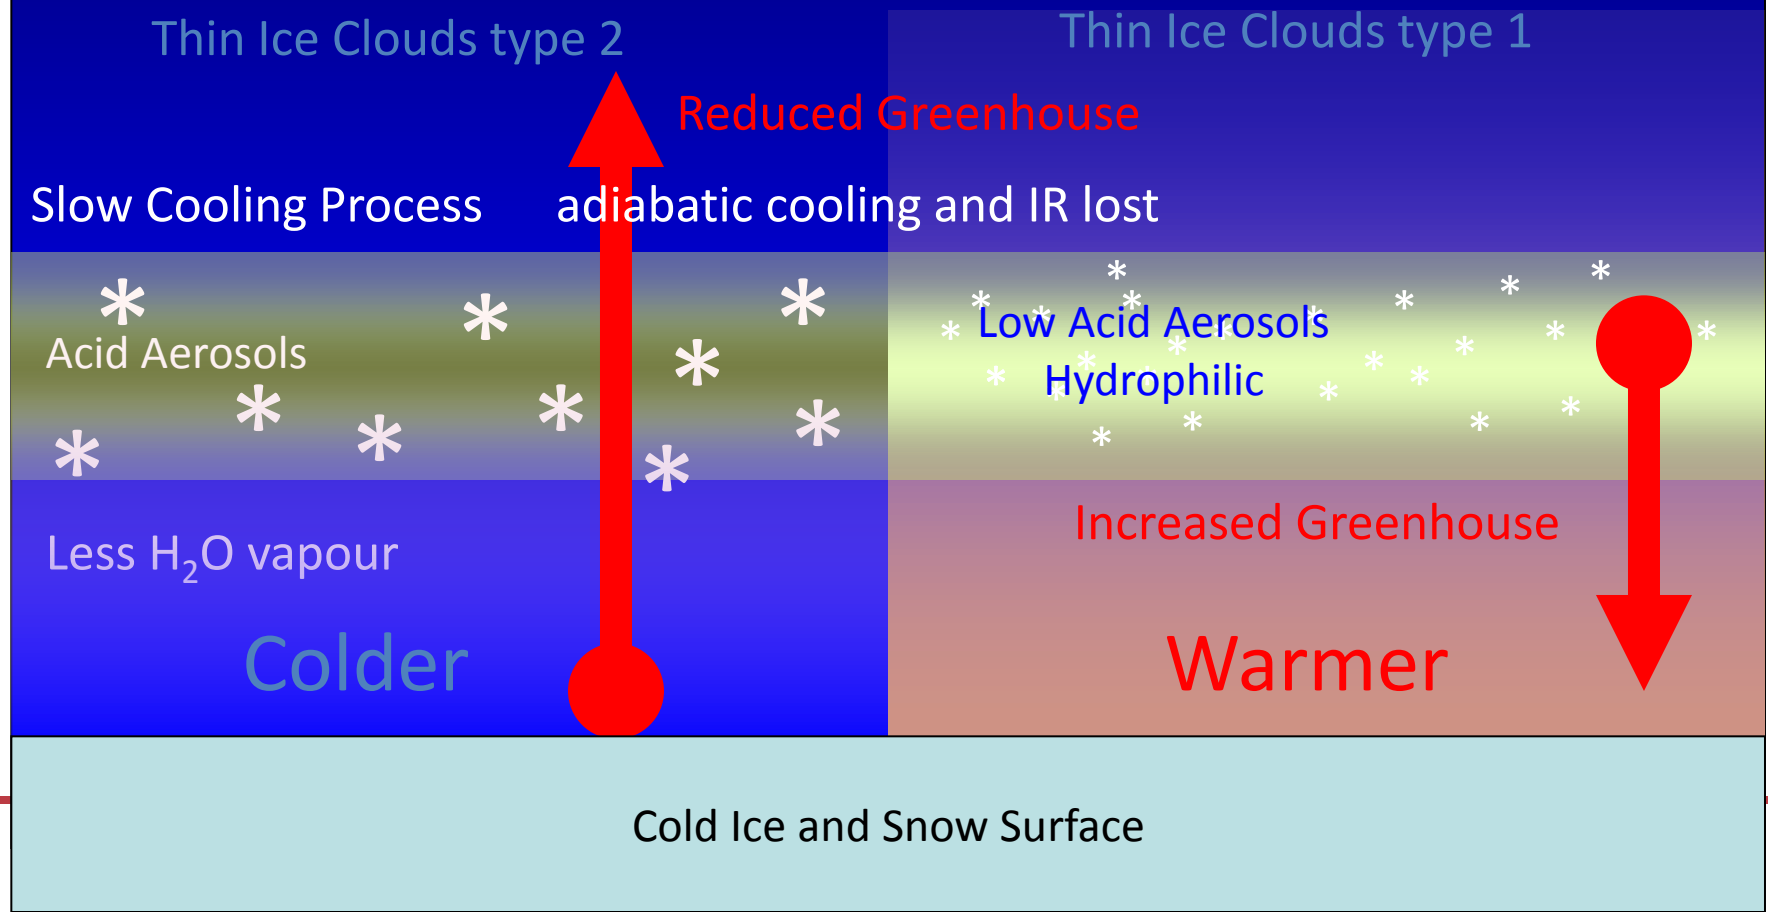 Thin Ice Clouds type 2
Thin Ice Clouds type 1
Reduced Greenhouse
Slow Cooling Process adiabatic cooling and IR lost
Acid Aerosols
Low Acid Aerosols
Hydrophilic
Less H₂O vapour
Increased Greenhouse
Colder
Warmer
Cold Ice and Snow Surface